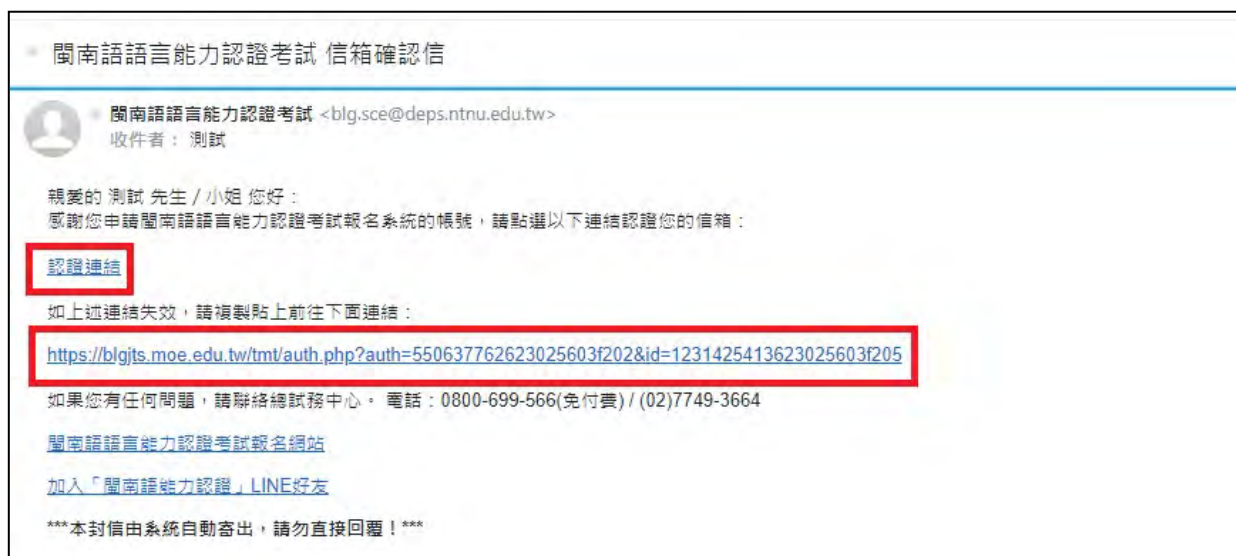 閩南語語言能力認證考試 信箱確認信
閩南語語言能力認證考試 <blg.sce@deps.ntnu.edu.tw>
收件者： 測試
親愛的 測試 先生 / 小姐 您好：
感謝您申請閩南語語言能力認證考試報名系統的帳號，請點選以下連結認證您的信箱：
認證連結
如上述連結失效，請複製貼上前往下面連結：
https://blgjts.moe.edu.tw/tmt/auth.php?auth=550637762623025603f202&id=1231425413623025603f205
如果您有任何問題，請聯絡總試務中心。 電話：0800-699-566(免付費) / (02)7749-3664
閩南語語言能力認證考試報名網站
加入「閩南語能力認證」LINE好友
***本封信由系統自動寄出，請勿直接回覆！***